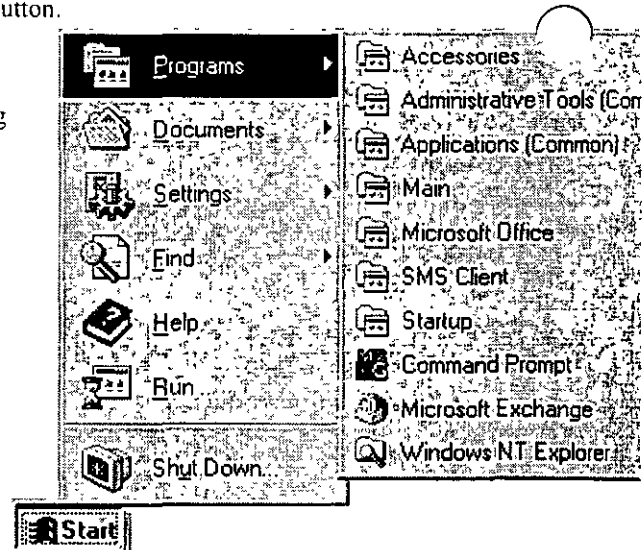 utton.
g
Programs
Documents
Settings
Find
Help
Run
Shut Down...
Start
Accessories
Administrative Tools (Com
Applications (Common)
Main
Microsoft Office
SMS Client
Startup
Command Prompt
Microsoft Exchange
Windows NT Explorer